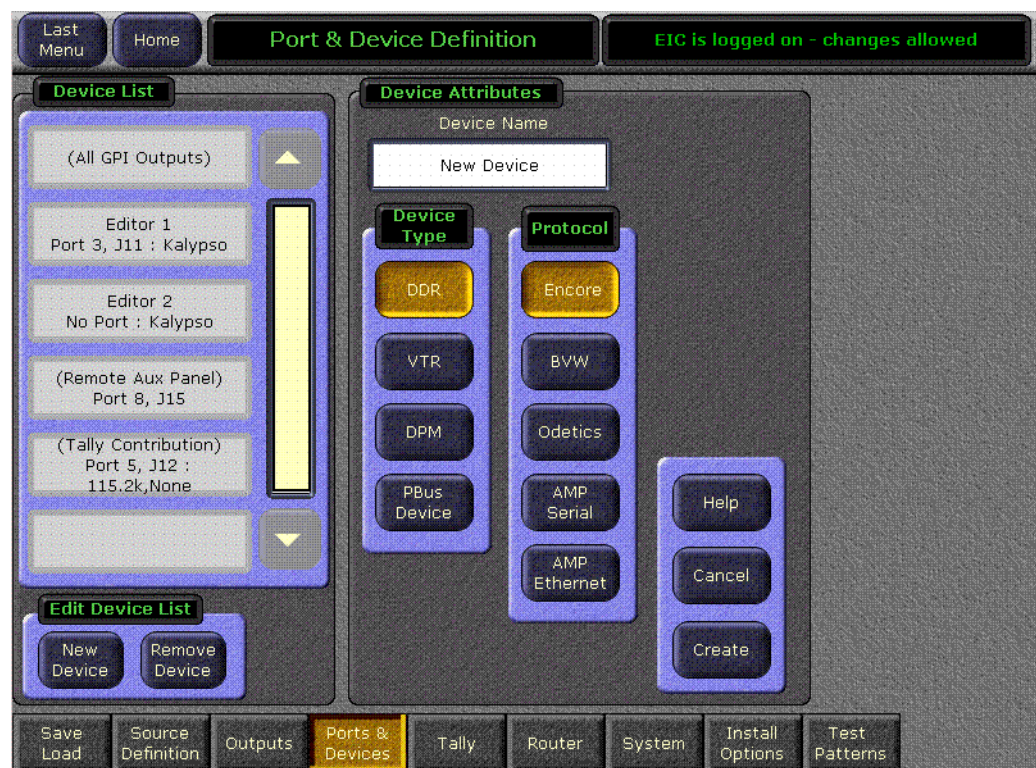 Last
Menu
Home
Port & Device Definition
EIC is logged on - changes allowed
Device List
(All GPI Outputs)
Editor 1
Port 3, J11 : Kalypso
Editor 2
No Port : Kalypso
(Remote Aux Panel)
Port 8, J15
(Tally Contribution)
Port 5, J12 :
115.2k,None
Edit Device List
New
Device
Remove
Device
Device Attributes
Device Name
New Device
Device
Type
DDR
VTR
DPM
PBus
Device
Protocol
Encore
BVW
Odetics
AMP
Serial
AMP
Ethernet
Help
Cancel
Create
Save
Load
Source
Definition
Outputs
Ports &
Devices
Tally
Router
System
Install
Options
Test
Patterns